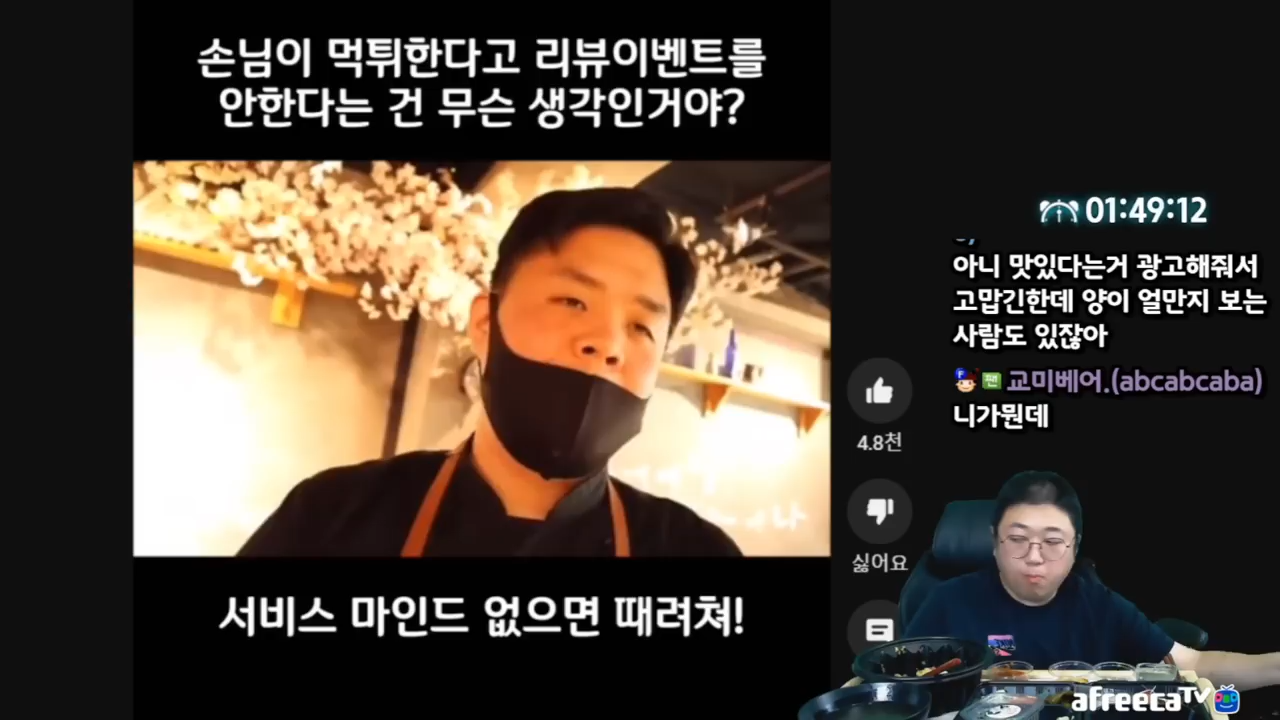 손님이 먹튀한다고 리뷰이벤트를
안한다는 건 무슨 생각인거야?
서비스 마인드 없으면 때려쳐!
4.8천
싫어요
01:49:12
아니 맛있다는거 광고해줘서
고맙긴한데 양이 얼만지 보는
사람도 있잖아
교미베어.(abcabcaba)
니가뭔데
afreecaTV